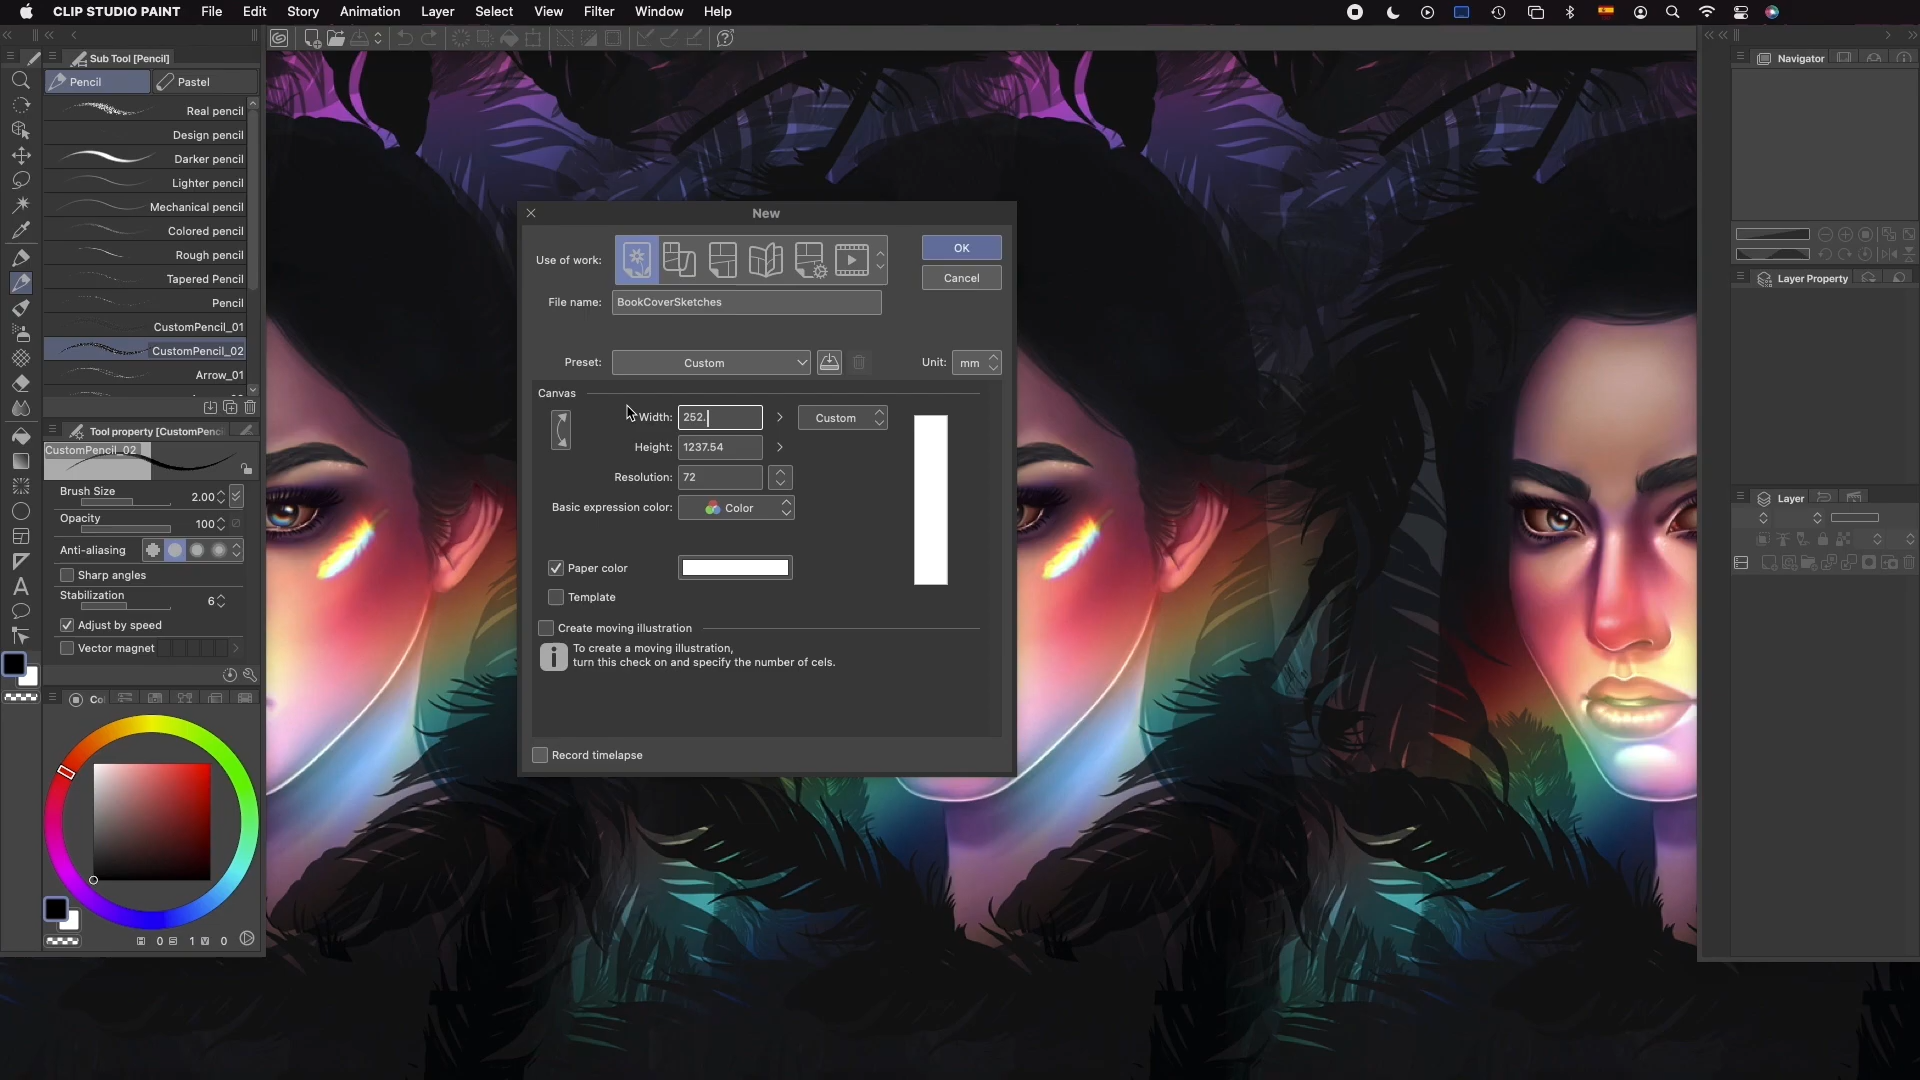 CLIP STUDIO PAINT File Edit Story Animation Layer Select View Filter Window Help
Sub Tool [Pencil]
Pencil Pastel
Real pencil
Design pencil
Darker pencil
Lighter pencil
Mechanical pencil
Colored pencil
Rough pencil
Tapered Pencil
Pencil
CustomPencil_01
CustomPencil_02
Arrow_01
Tool property [CustomPenci
CustomPencil_02
Brush Size 2.00
Opacity 100
Anti-aliasing
Sharp angles
Stabilization 6
Adjust by speed
Vector magnet
Co
0 1 0
New
Use of work:
OK
Cancel
File name: BookCoverSketches
Preset: Custom Unit: mm
Canvas
Width: 252. Custom
Height: 1237.54
Resolution: 72
Basic expression color: Color
Paper color
Template
Create moving illustration
To create a moving illustration,
turn this check on and specify the number of cels.
Record timelapse
Navigator
Layer Property
Layer